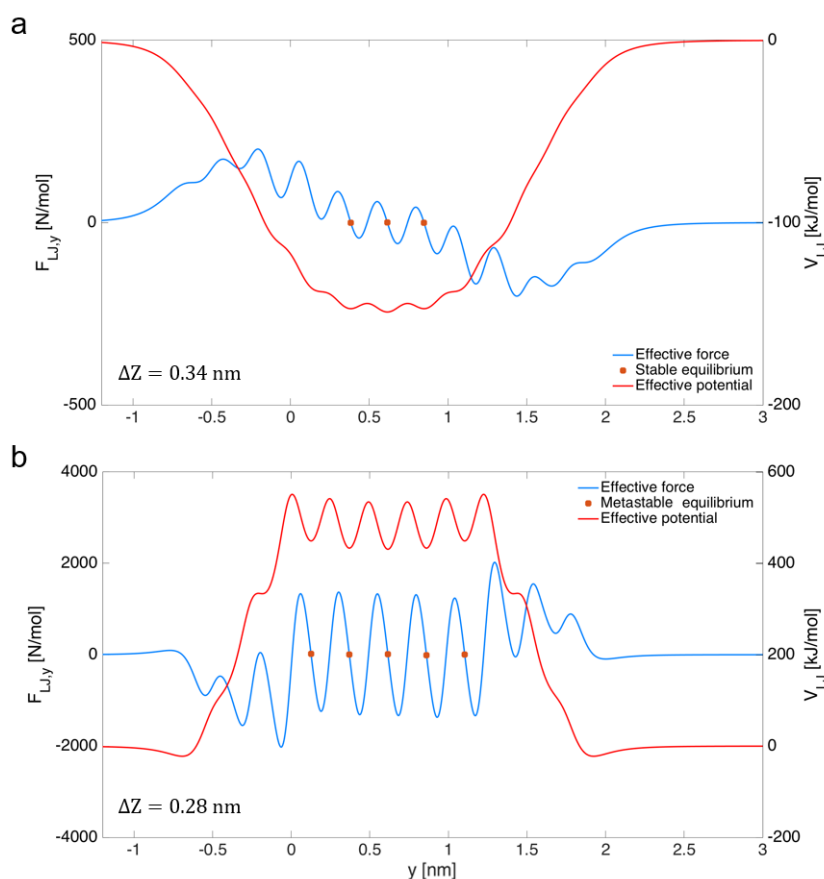 a
500
0
-500
F_LJ,y [N/mol]
0
-100
-200
V_LJ [kJ/mol]
Effective force
Stable equilibrium
Effective potential
ΔZ = 0.34 nm
-1 -0.5 0 0.5 1 1.5 2 2.5 3
b
4000
2000
0
-2000
-4000
F_LJ,y [N/mol]
600
400
200
0
-200
V_LJ [kJ/mol]
Effective force
Metastable equilibrium
Effective potential
ΔZ = 0.28 nm
-1 -0.5 0 0.5 1 1.5 2 2.5 3
y [nm]